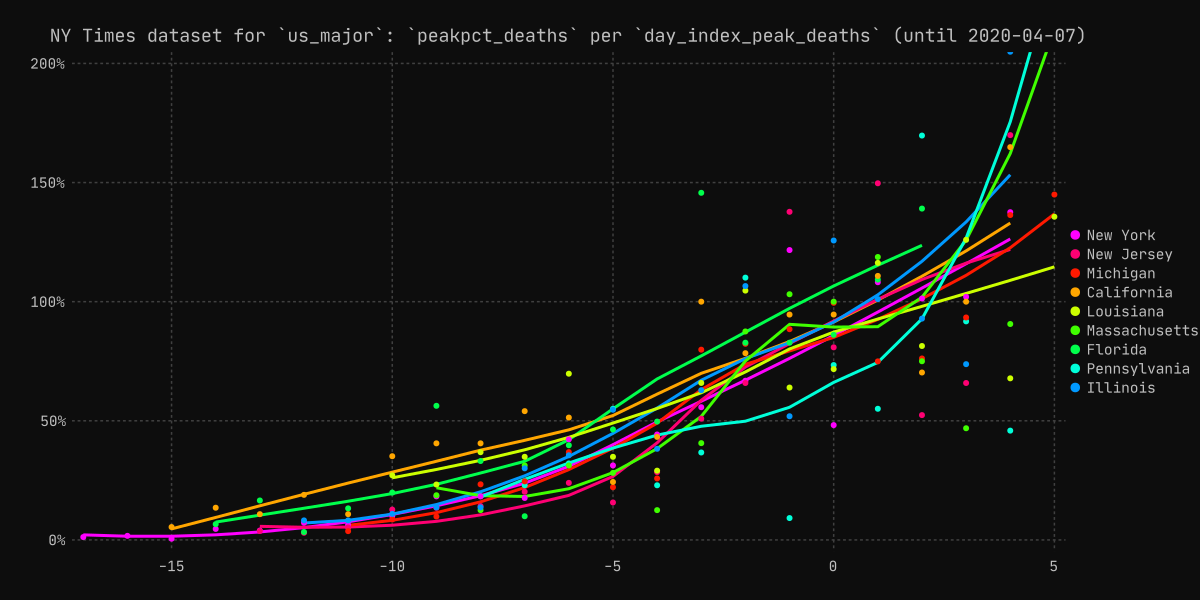 NY Times dataset for `us_major`: `peakpct_deaths` per `day_index_peak_deaths` (until 2020-04-07)
200%
150%
100%
50%
0%
-15
-10
-5
0
5
New York
New Jersey
Michigan
California
Louisiana
Massachusetts
Florida
Pennsylvania
Illinois